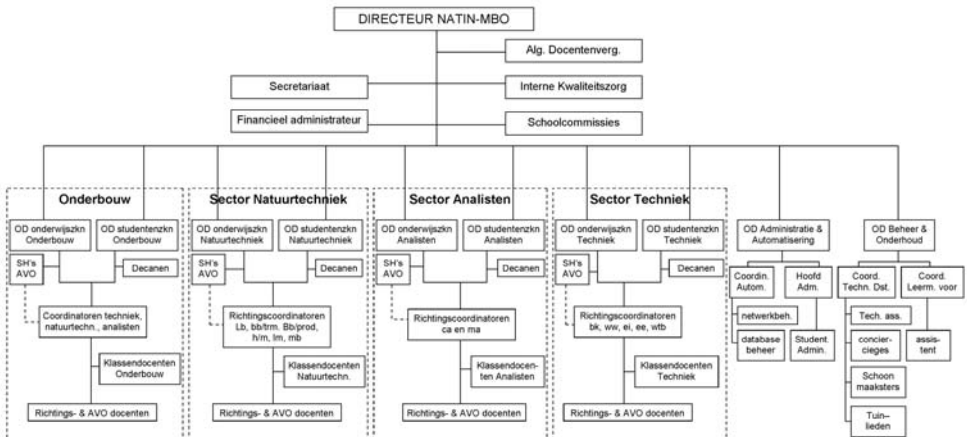 DIRECTEUR NATIN-MBO
Alg. Docentenverg.
Secretariaat
Interne Kwaliteitszorg
Financieel administrateur
Schoolcommissies
Onderbouw
OD onderwijszkn
Onderbouw
OD studentenzkn
Onderbouw
SH's
AVO
Decanen
Coordinatoren techniek,
natuurtechn., analisten
Klassendocenten
Onderbouw
Richtings- & AVO docenten
Sector Natuurtechniek
OD onderwijszkn
Natuurtechniek
OD studentenzkn
Natuurtechniek
SH's
AVO
Decanen
Richtingscoordinatoren
Lb, bb/trm. Bb/prod,
h/m, lm, mb
Klassendocenten
Natuurtechn.
Richtings- & AVO docenten
Sector Analisten
OD onderwijszkn
Analisten
OD studentenzkn
Analisten
SH's
AVO
Decanen
Richtingscoordinatoren
ca en ma
Klassendocen-
ten Analisten
Richtings- & AVO docenten
Sector Techniek
OD onderwijszkn
Techniek
OD studentenzkn
Techniek
SH's
AVO
Decanen
Richtingscoordinatoren
bk, ww, ei, ee, wtb
Klassendocenten
Techniek
Richtings- & AVO docenten
OD Administratie &
Automatisering
Coordin.
Autom.
Hoofd
Adm.
netwerkbeh.
database
beheer
Student.
Admin.
OD Beheer &
Onderhoud
Coord.
Techn. Dst.
Coord.
Leerm. voor
Tech. ass.
concier-
cieges
assis-
tent
Schoon
maaksters
Tuin–
lieden